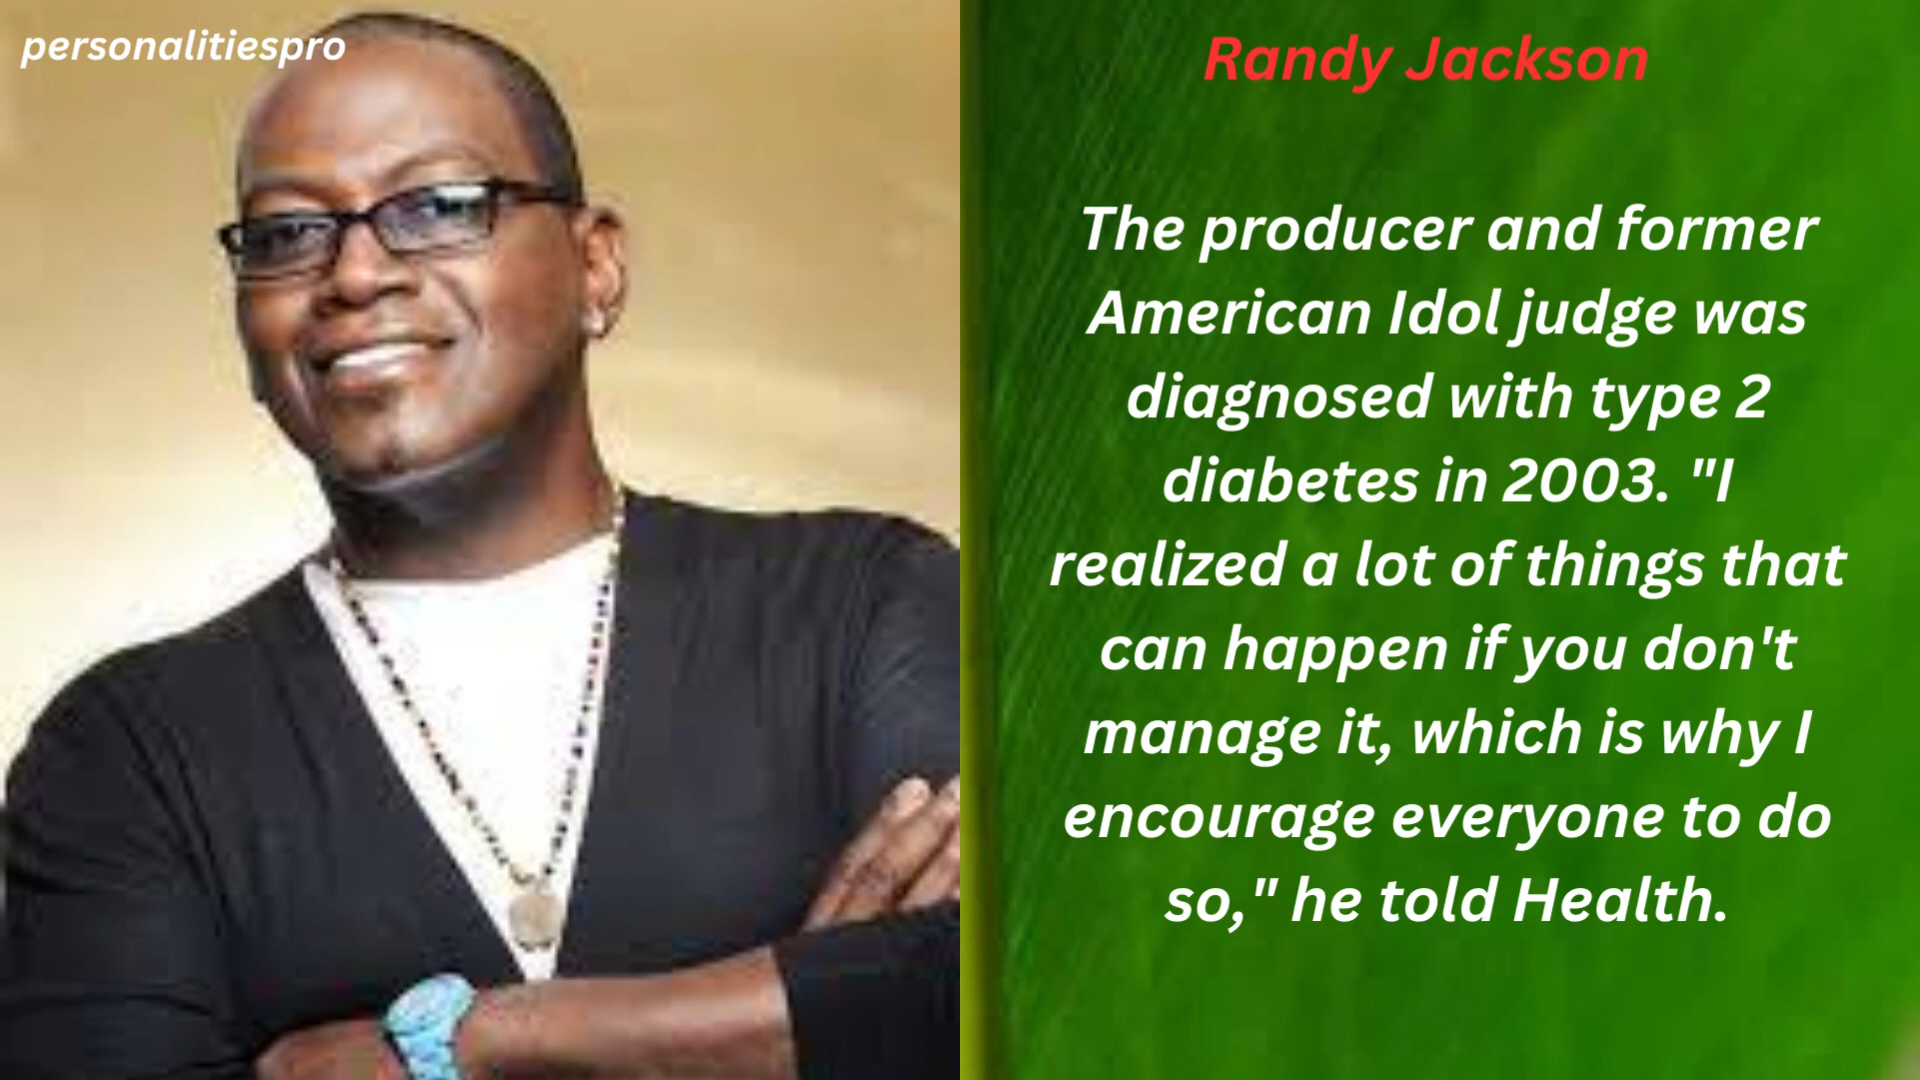 personalitiespro
Randy Jackson
The producer and former
American Idol judge was
diagnosed with type 2
diabetes in 2003. "I
realized a lot of things that
can happen if you don't
manage it, which is why I
encourage everyone to do
so," he told Health.